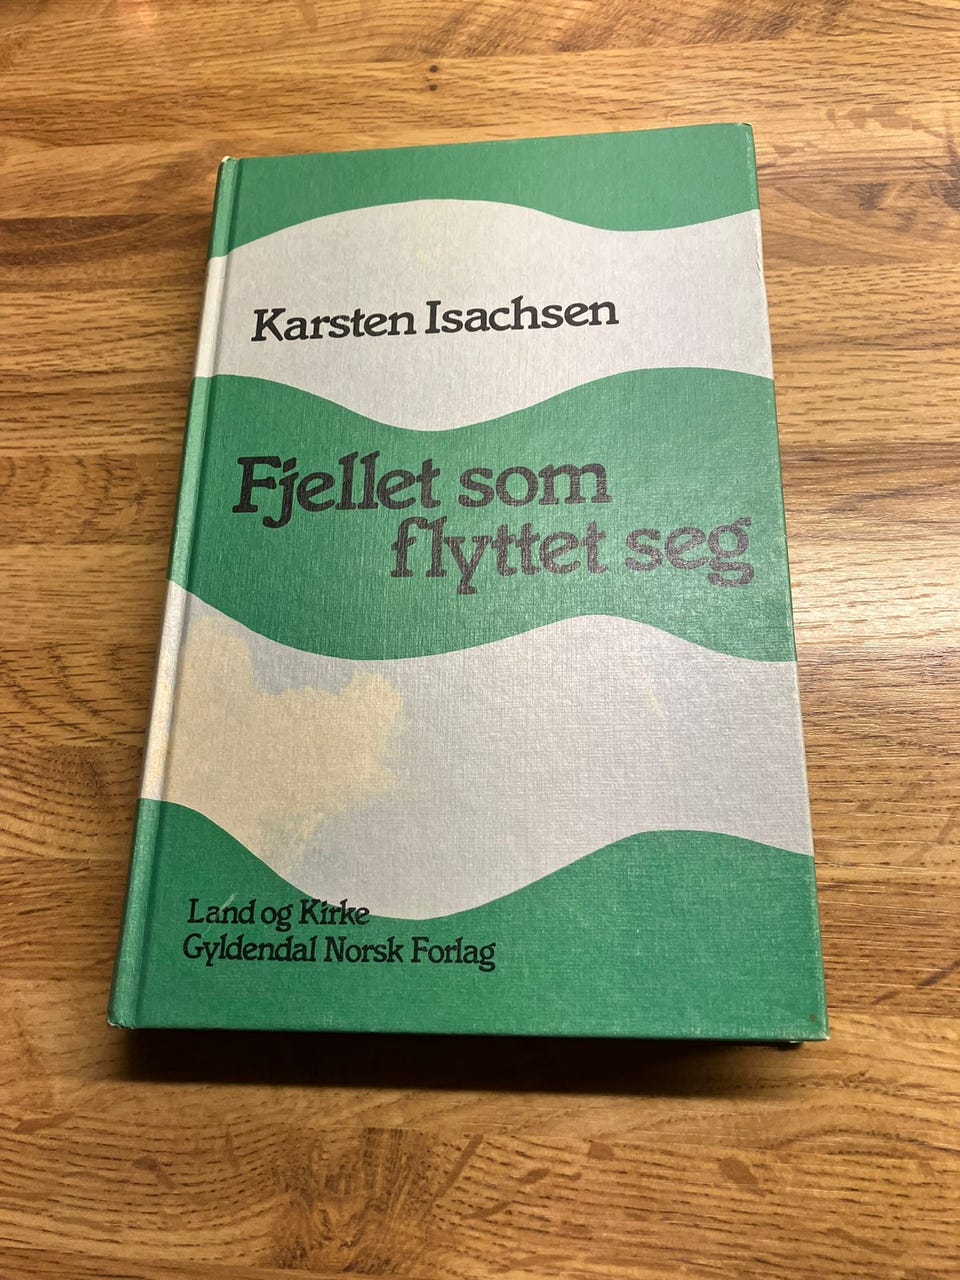 Karsten Isachsen
Fjellet som
flyttet seg
Land og Kirke
Gyldendal Norsk Forlag